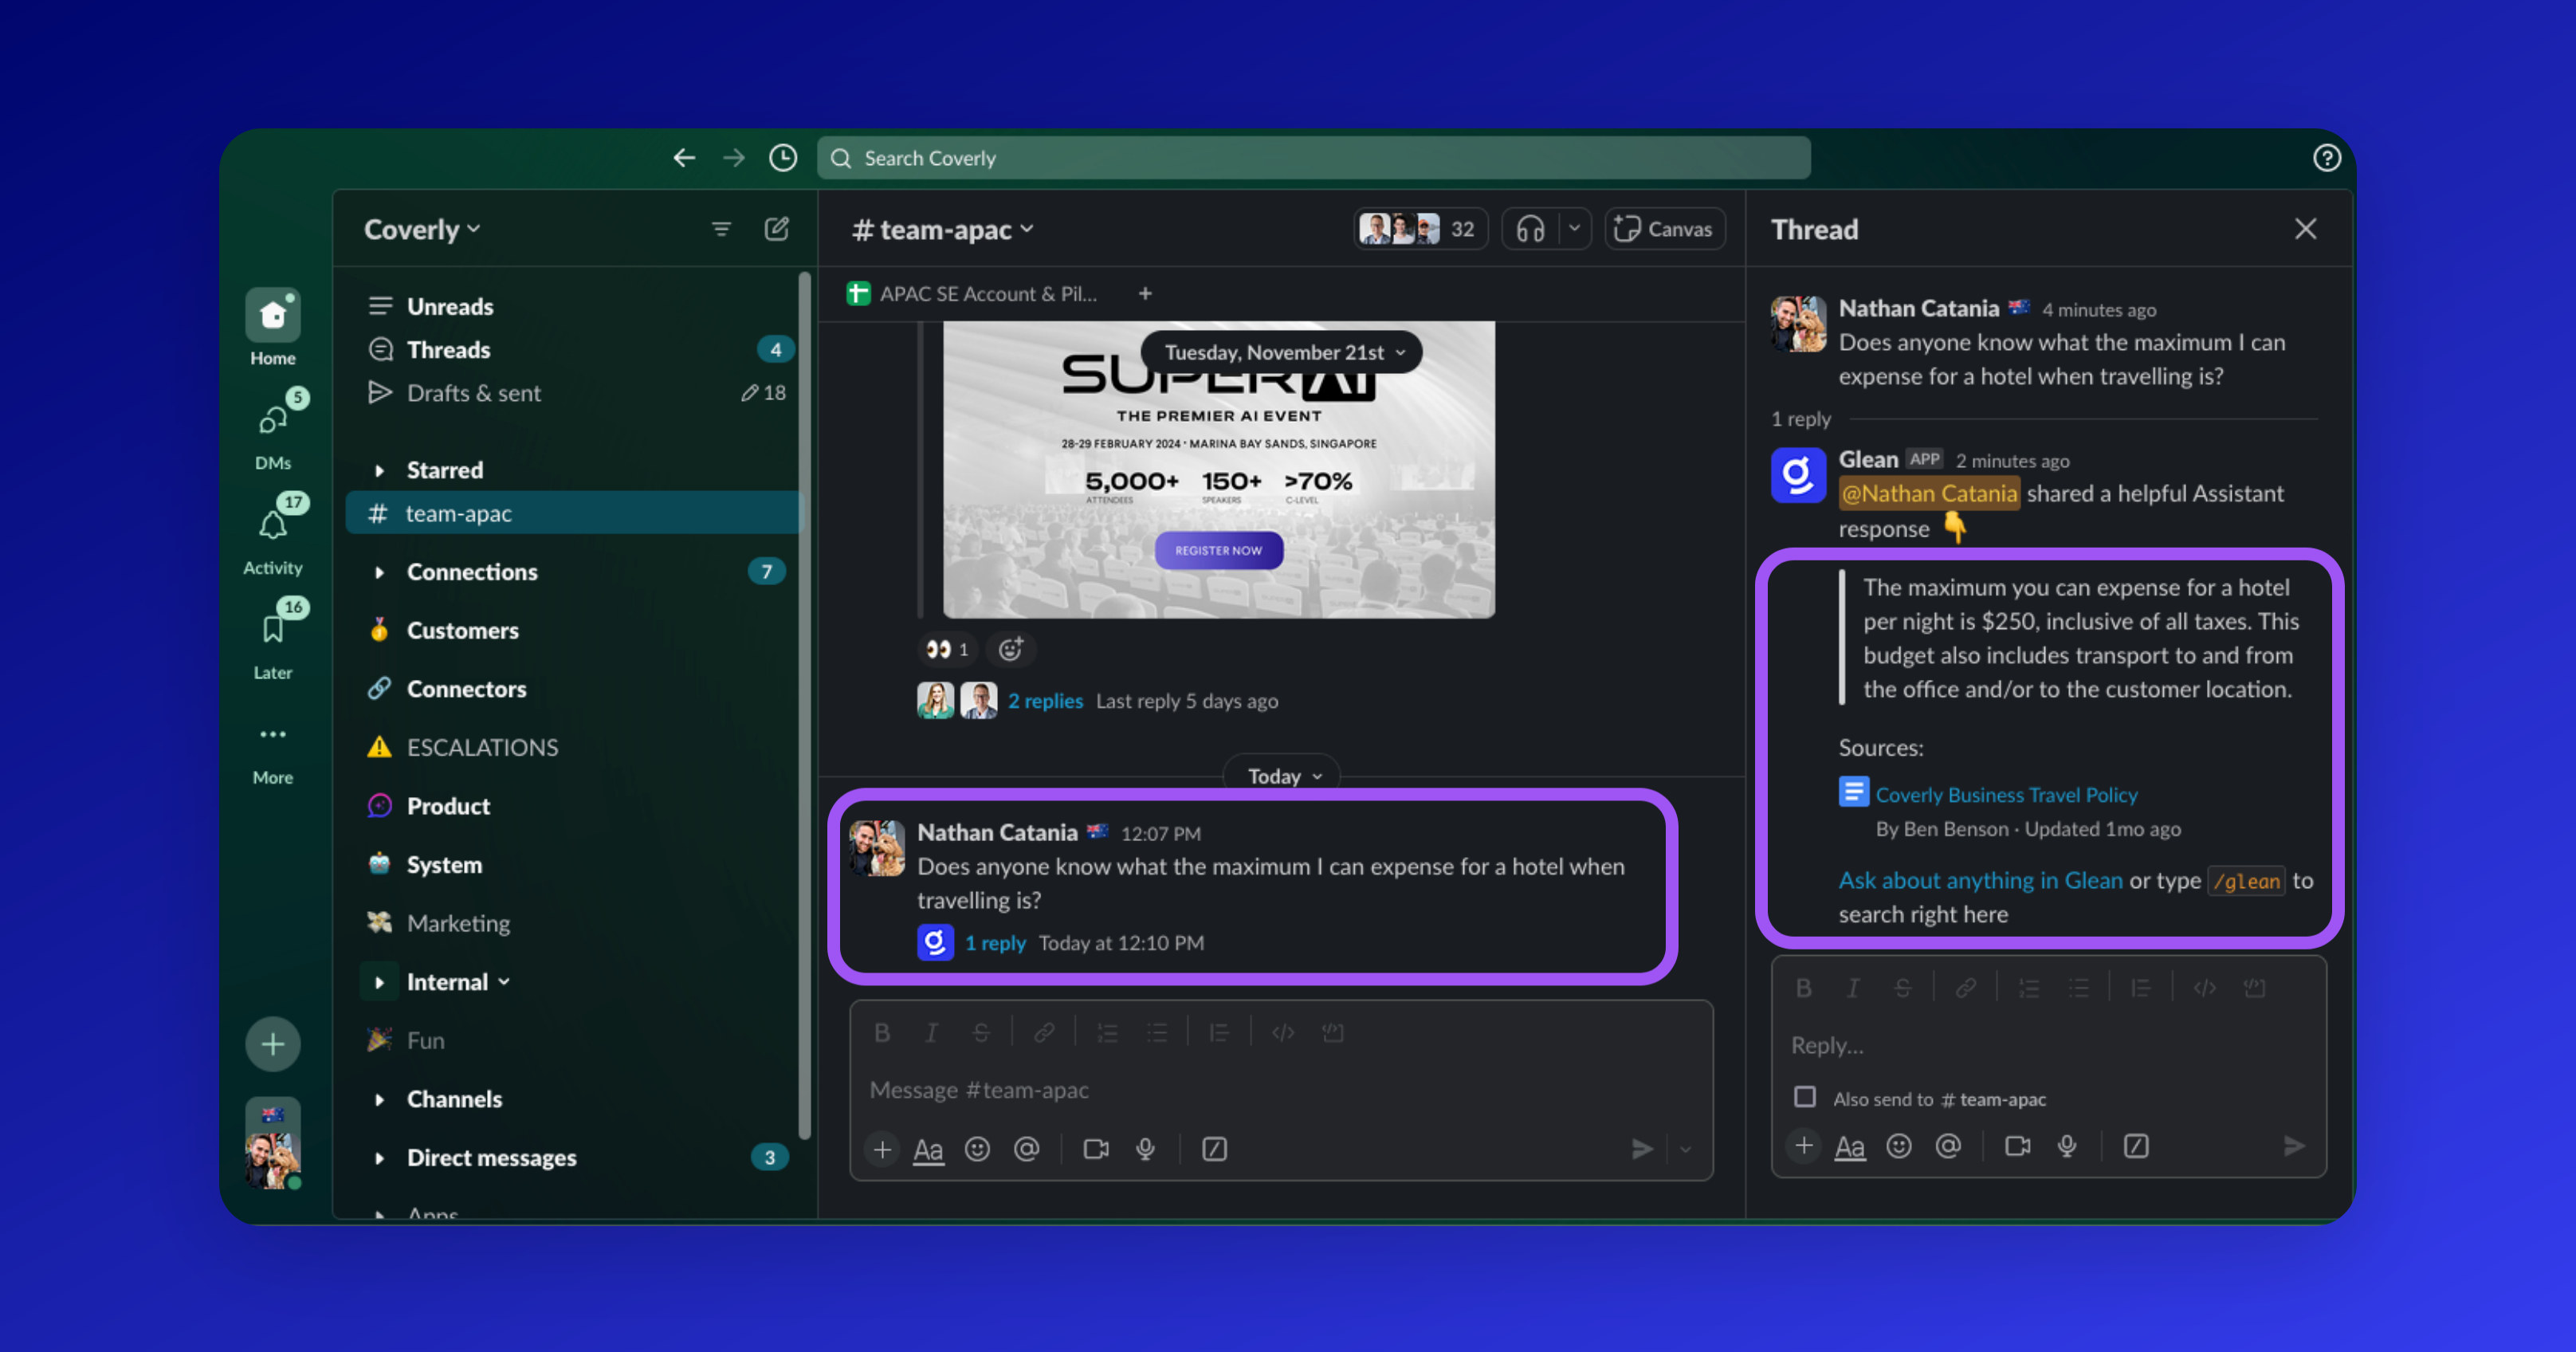 Search Coverly
Home
5
DMs
17
Activity
16
Later
More
Coverly
Unreads
Threads
4
Drafts & sent
18
Starred
# team-apac
Connections
7
Customers
Connectors
ESCALATIONS
Product
System
Marketing
Internal
Fun
Channels
Direct messages
3
Apps
# team-apac
32
Canvas
APAC SE Account & Pil...
+
Tuesday, November 21st
SUPER AI
THE PREMIER AI EVENT
28-29 FEBRUARY 2024 · MARINA BAY SANDS, SINGAPORE
5,000+ 150+ >70%
ATTENDEES SPEAKERS C-LEVEL
REGISTER NOW
1
2 replies Last reply 5 days ago
Today
Nathan Catania 12:07 PM
Does anyone know what the maximum I can expense for a hotel when
travelling is?
1 reply Today at 12:10 PM
B I S
Message #team-apac
+ Aa @
Thread
Nathan Catania 4 minutes ago
Does anyone know what the maximum I can
expense for a hotel when travelling is?
1 reply
Glean APP 2 minutes ago
@Nathan Catania shared a helpful Assistant
response
The maximum you can expense for a hotel
per night is $250, inclusive of all taxes. This
budget also includes transport to and from
the office and/or to the customer location.
Sources:
Coverly Business Travel Policy
By Ben Benson · Updated 1mo ago
Ask about anything in Glean or type /glean to
search right here
B I S
Reply...
Also send to # team-apac
+ Aa @